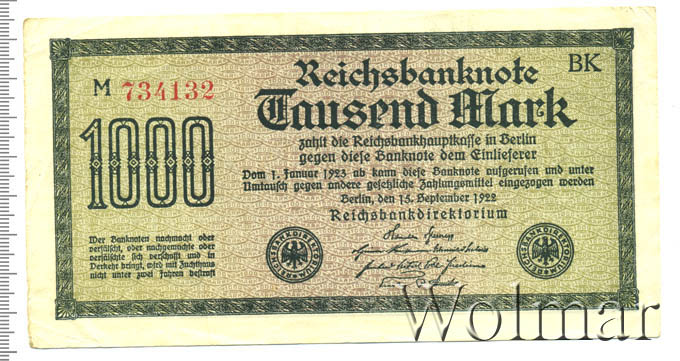 Reichsbanknote
BK
M 734132
Tausend Mark
1000
zahlt die Reichsbankhauptkasse in Berlin
gegen diese Banknote dem Einlieferer
Vom 1. Januar 1923 ab kann diese Banknote aufgerufen und unter
Umtausch gegen andere gesetzliche Zahlungsmittel eingezogen werden
Berlin, den 15. September 1922
Reichsbankdirektorium
Wer Banknoten nachmacht oder
verfälscht, oder nachgemachte oder
verfälschte sich verschafft und in
Verkehr bringt, wird mit Zuchthaus
nicht unter zwei Jahren bestraft
REICHSBANKDIREKTORIUM
REICHSBANKDIREKTORIUM
Wolmar